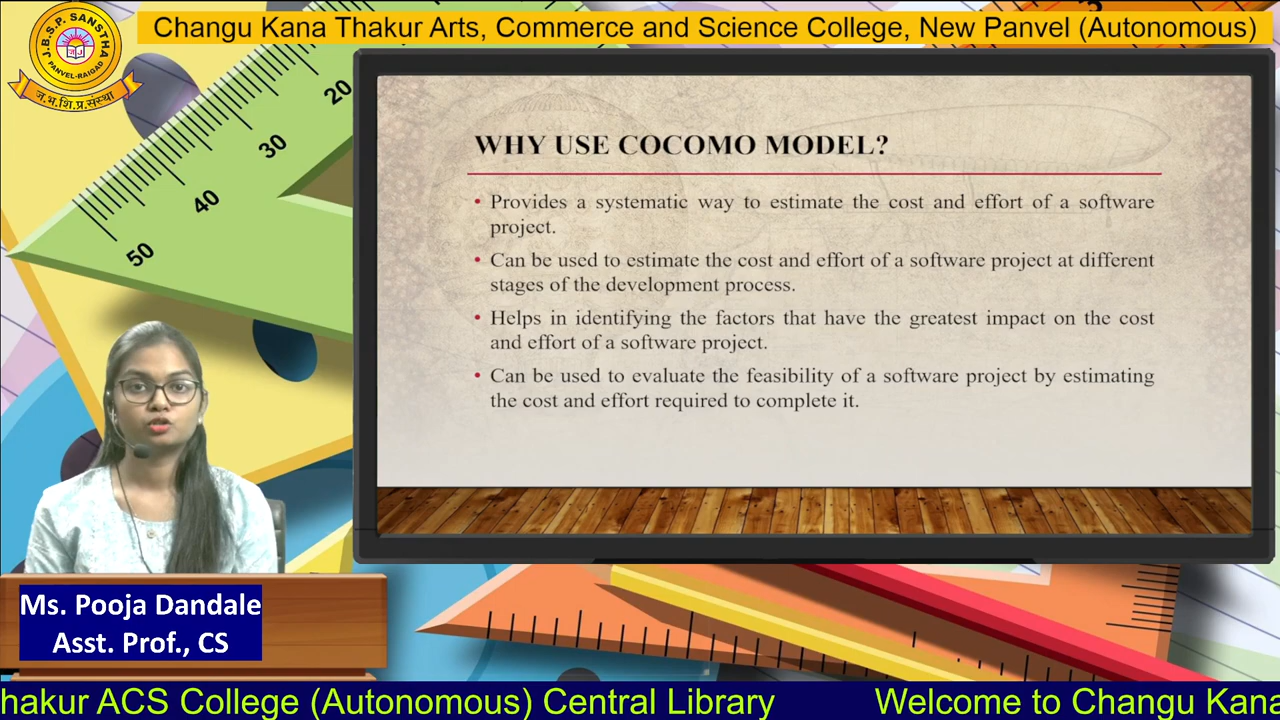 Changu Kana Thakur Arts, Commerce and Science College, New Panvel (Autonomous)
J.B.S.P. SANSTHA
PANVEL-RAIGAD
ज.भ.शि.प्र.संस्था
20
30
40
50
WHY USE COCOMO MODEL?
• Provides a systematic way to estimate the cost and effort of a software
project.
• Can be used to estimate the cost and effort of a software project at different
stages of the development process.
• Helps in identifying the factors that have the greatest impact on the cost
and effort of a software project.
• Can be used to evaluate the feasibility of a software project by estimating
the cost and effort required to complete it.
Ms. Pooja Dandale
Asst. Prof., CS
hakur ACS College (Autonomous) Central Library Welcome to Changu Kana